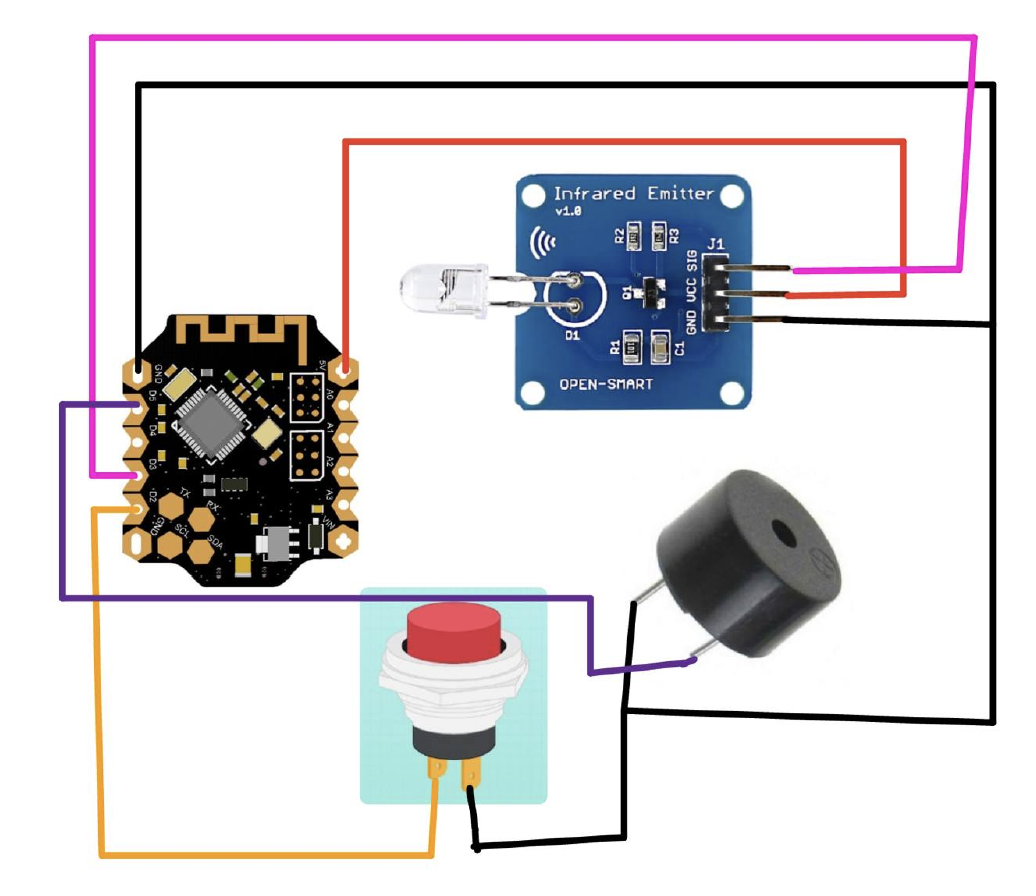 Infrared Emitter
v1.0
R2
R3
J1
SIG
VCC
GND
Q1
D1
R1
C1
OPEN-SMART
GND
D5
D4
D3
D2
GND
TX
RX
SCL
SDA
5V
A0
A1
A2
A3
VIN